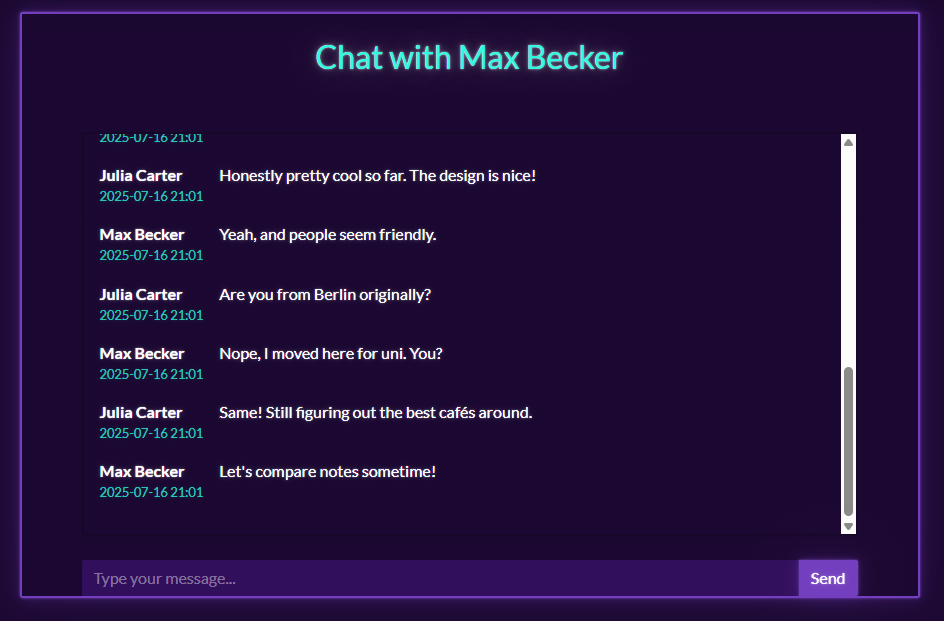 Chat with Max Becker
2025-07-16 21:01
Julia Carter Honestly pretty cool so far. The design is nice!
2025-07-16 21:01
Max Becker Yeah, and people seem friendly.
2025-07-16 21:01
Julia Carter Are you from Berlin originally?
2025-07-16 21:01
Max Becker Nope, I moved here for uni. You?
2025-07-16 21:01
Julia Carter Same! Still figuring out the best cafés around.
2025-07-16 21:01
Max Becker Let's compare notes sometime!
2025-07-16 21:01
Type your message... Send